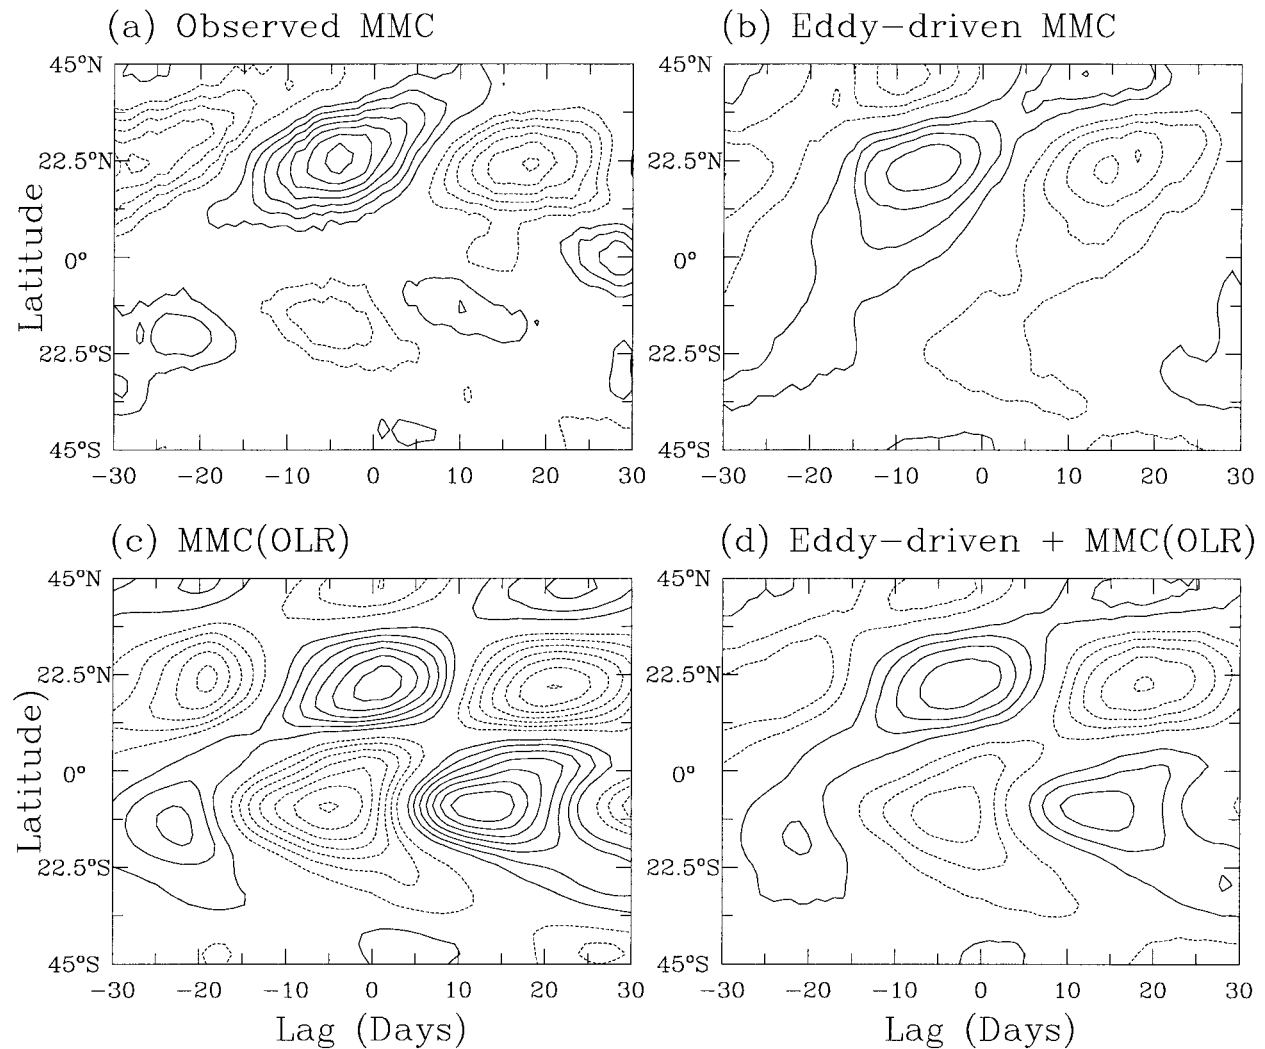 (a) Observed MMC
(b) Eddy-driven MMC
45°N
22.5°N
0°
22.5°S
45°S
Latitude
-30 -20 -10 0 10 20 30
45°N
22.5°N
0°
22.5°S
45°S
-30 -20 -10 0 10 20 30
(c) MMC(OLR)
(d) Eddy-driven + MMC(OLR)
45°N
22.5°N
0°
22.5°S
45°S
Latitude)
-30 -20 -10 0 10 20 30
Lag (Days)
45°N
22.5°N
0°
22.5°S
45°S
-30 -20 -10 0 10 20 30
Lag (Days)